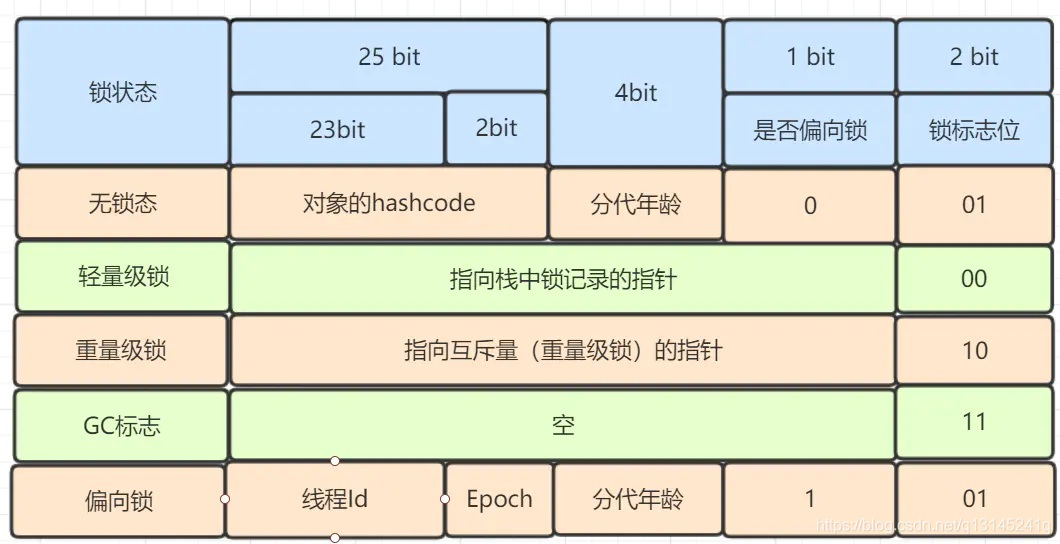 锁状态
25 bit
4bit
1 bit
2 bit
23bit
2bit
是否偏向锁
锁标志位
无锁态
对象的hashcode
分代年龄
0
01
轻量级锁
指向栈中锁记录的指针
00
重量级锁
指向互斥量（重量级锁）的指针
10
GC标志
空
11
偏向锁
线程Id
Epoch
分代年龄
1
01
https://blog.csdn.net/q13145241q